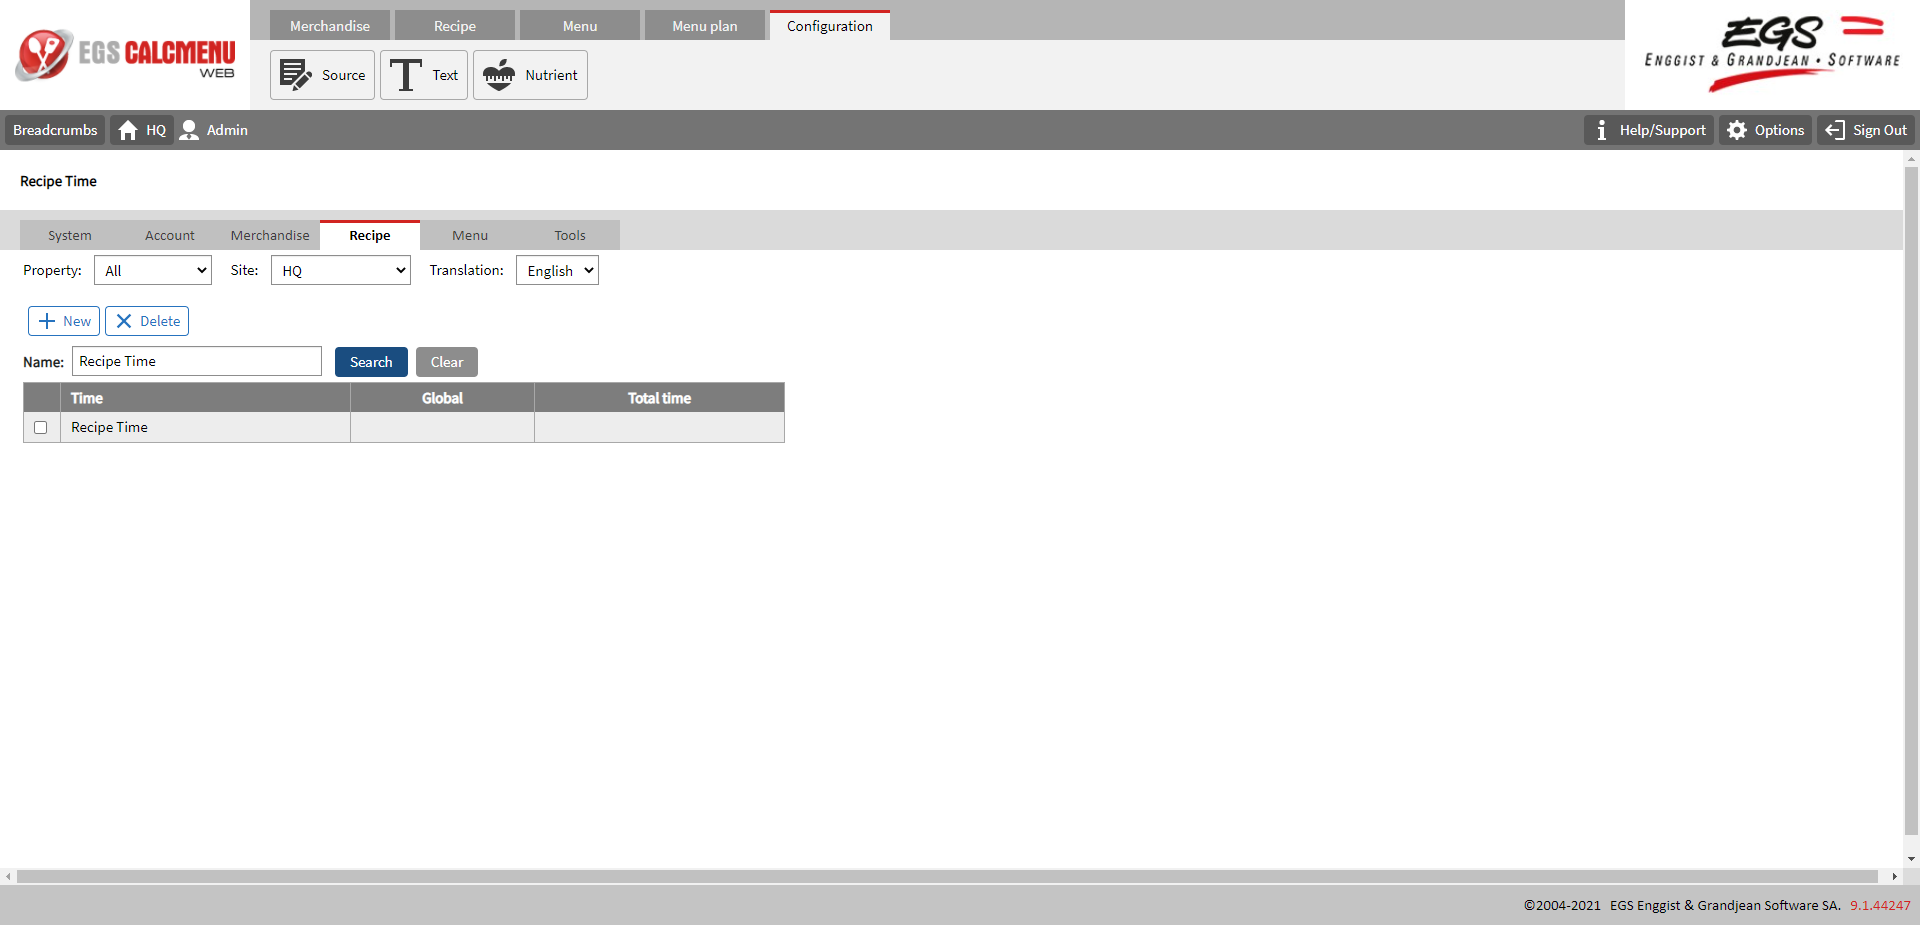 EGS CALCMENU
WEB
Merchandise Recipe Menu Menu plan Configuration
Source Text Nutrient
EGS
ENGGIST & GRANDJEAN • SOFTWARE
Breadcrumbs HQ Admin Help/Support Options Sign Out
Recipe Time
System Account Merchandise Recipe Menu Tools
Property: All Site: HQ Translation: English
New Delete
Name: Recipe Time Search Clear
Time Global Total time
Recipe Time
©2004-2021 EGS Enggist & Grandjean Software SA. 9.1.44247